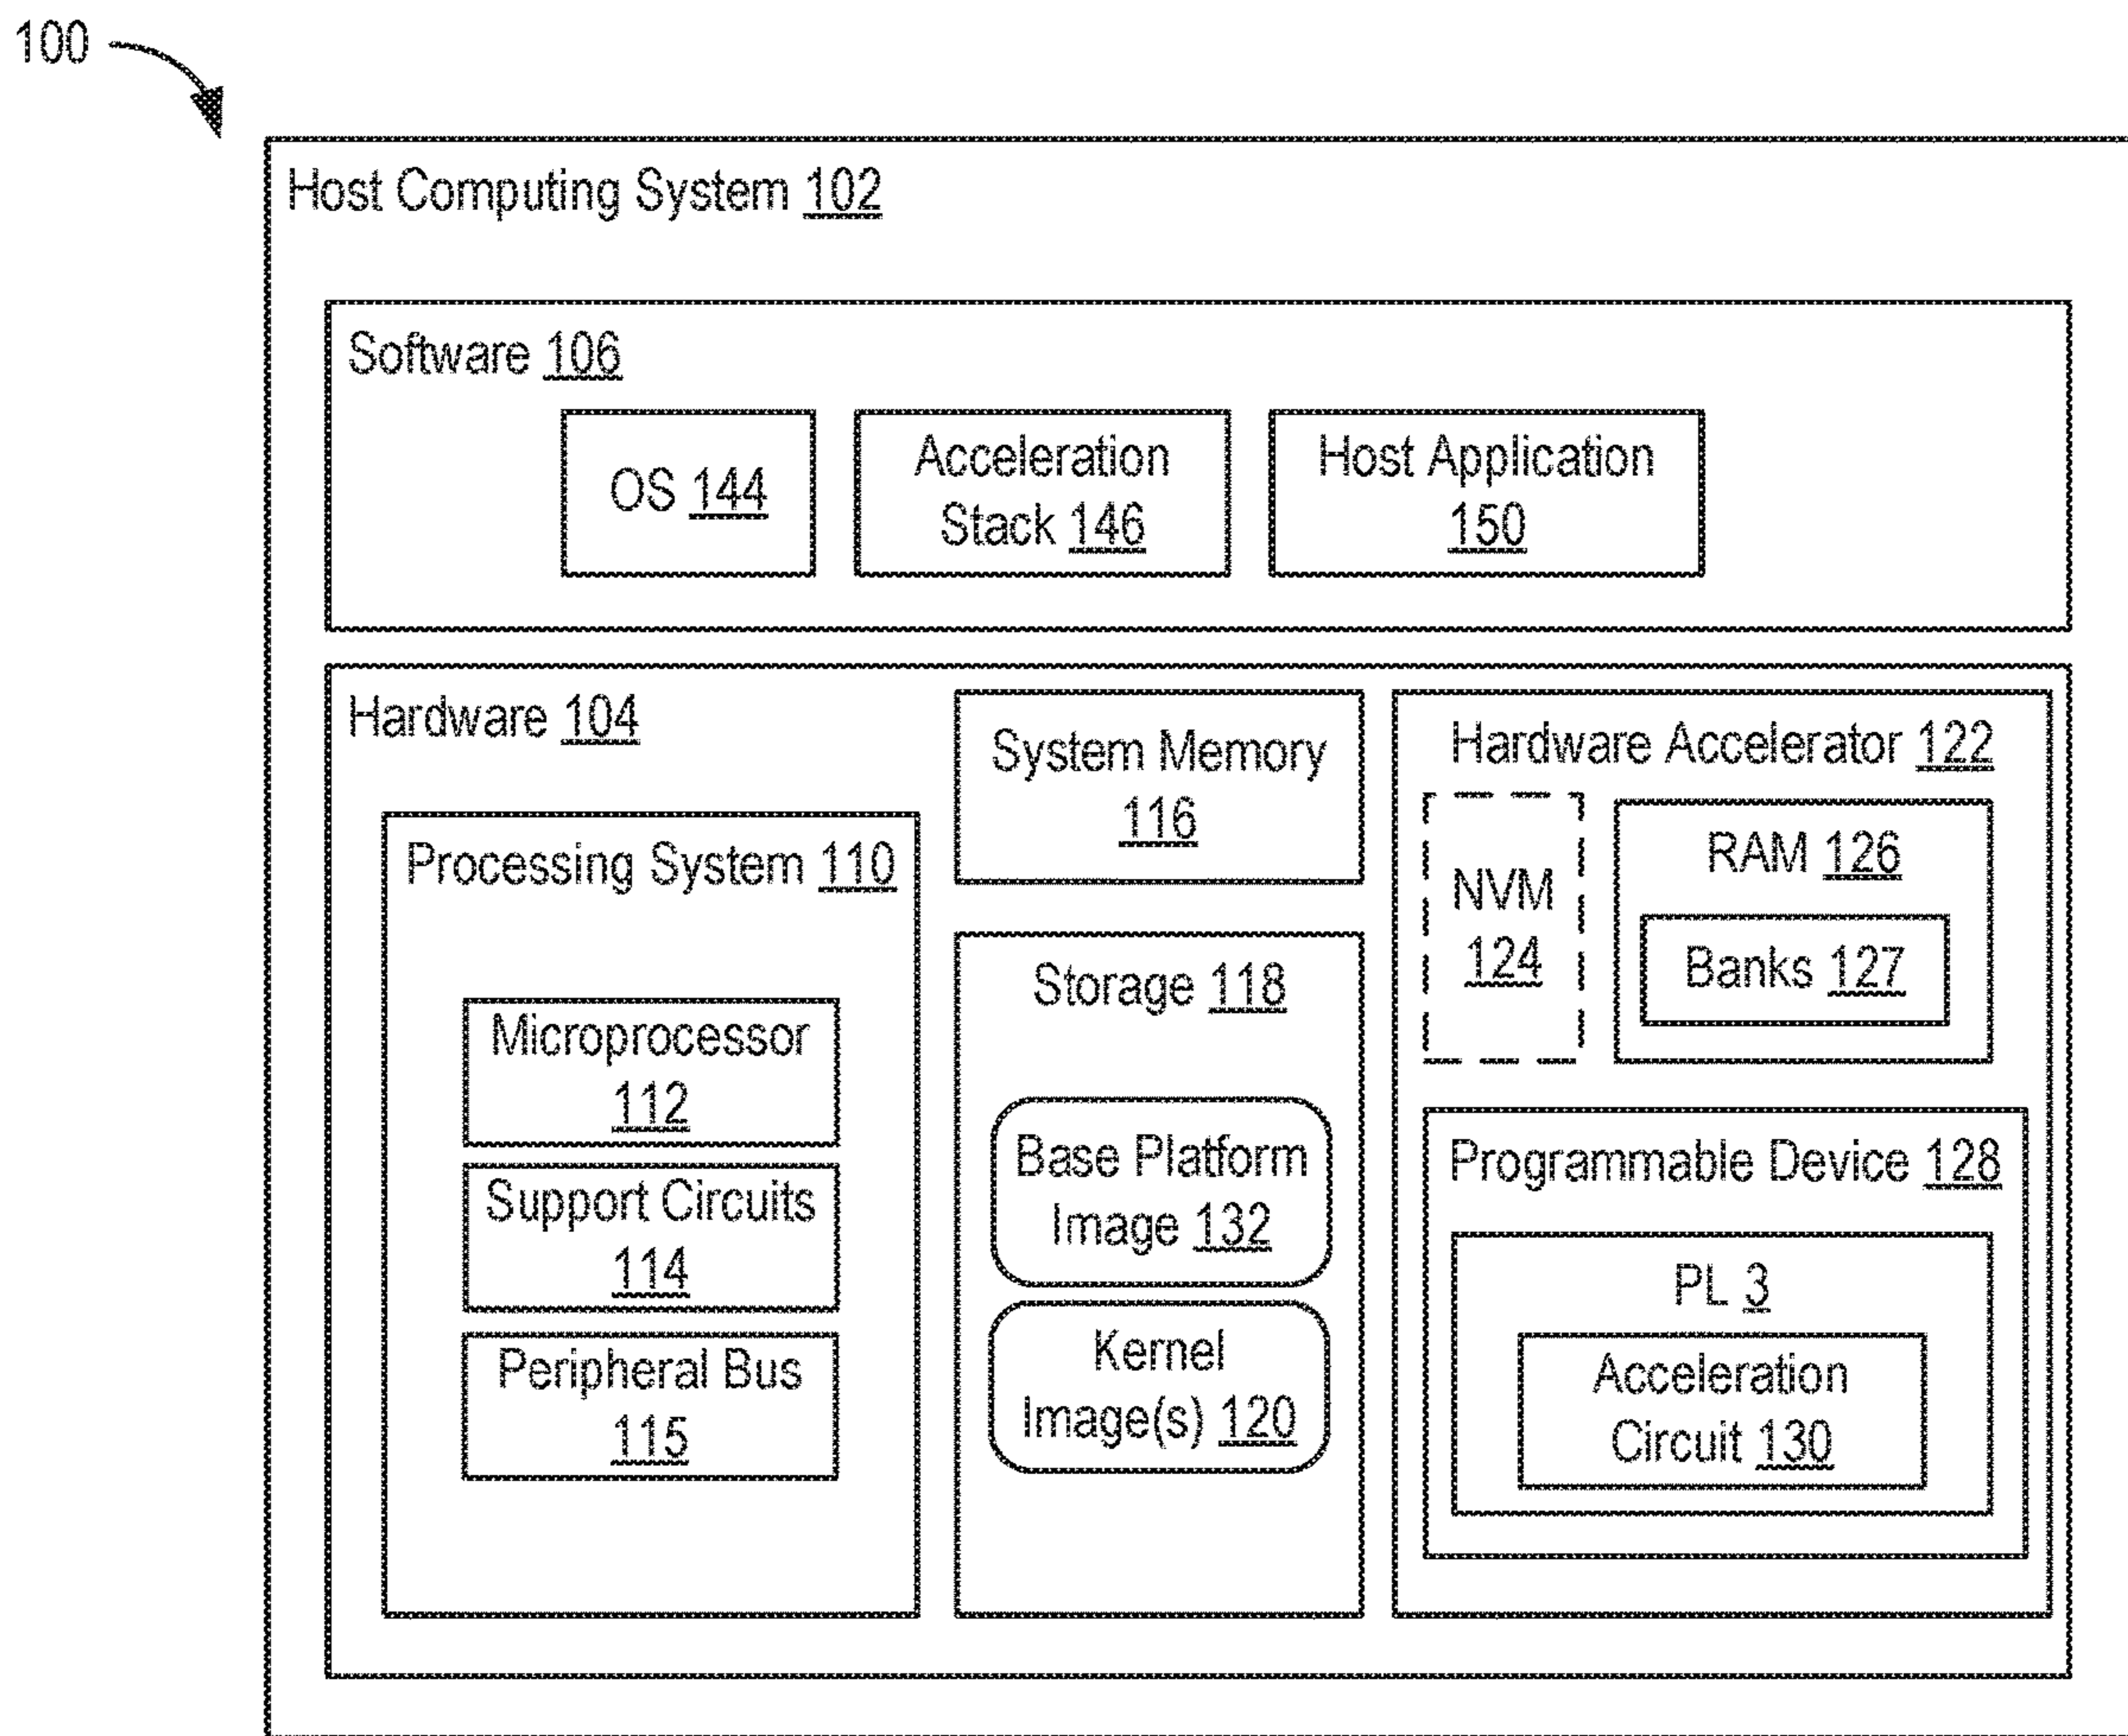 100
Host Computing System 102
Software 106
OS 144
Acceleration
Stack 146
Host Application
150
Hardware 104
Processing System 110
Microprocessor
112
Support Circuits
114
Peripheral Bus
115
System Memory
116
Storage 118
Base Platform
Image 132
Kernel
Image(s) 120
Hardware Accelerator 122
NVM
124
RAM 126
Banks 127
Programmable Device 128
PL 3
Acceleration
Circuit 130